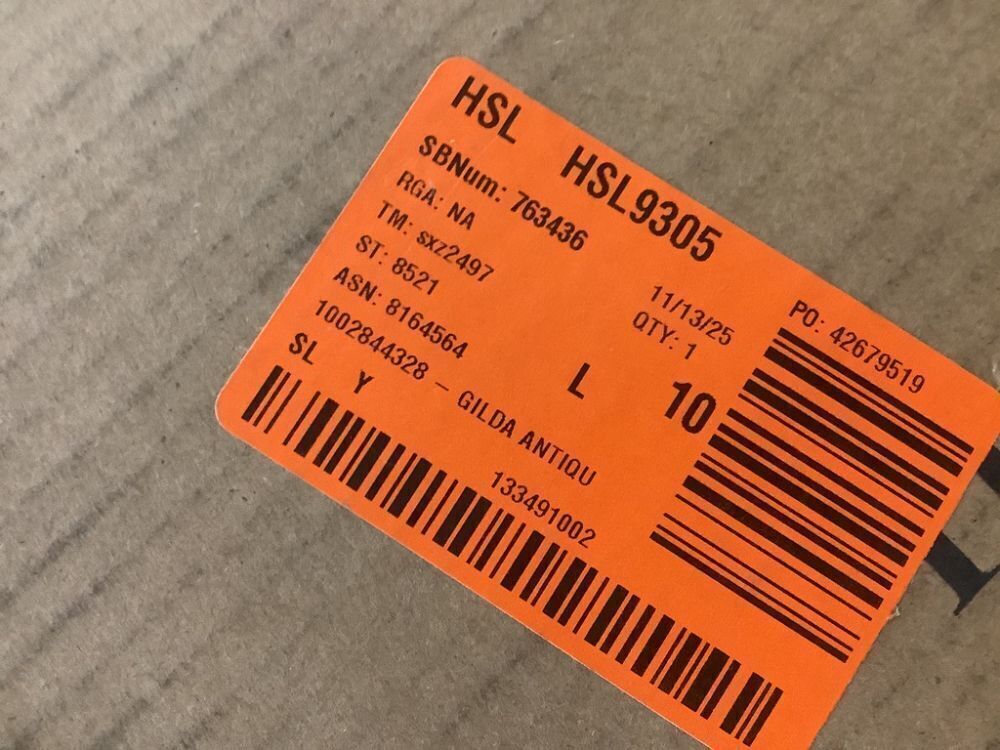 HSL HSL9305
SBNum: 763436
RGA: NA
TM: sxz2497 11/13/25
ST: 8521 QTY: 1
ASN: 8164564 L 10
1002844328 – GILDA ANTIQU
SL Y 133491002
PO: 42679519